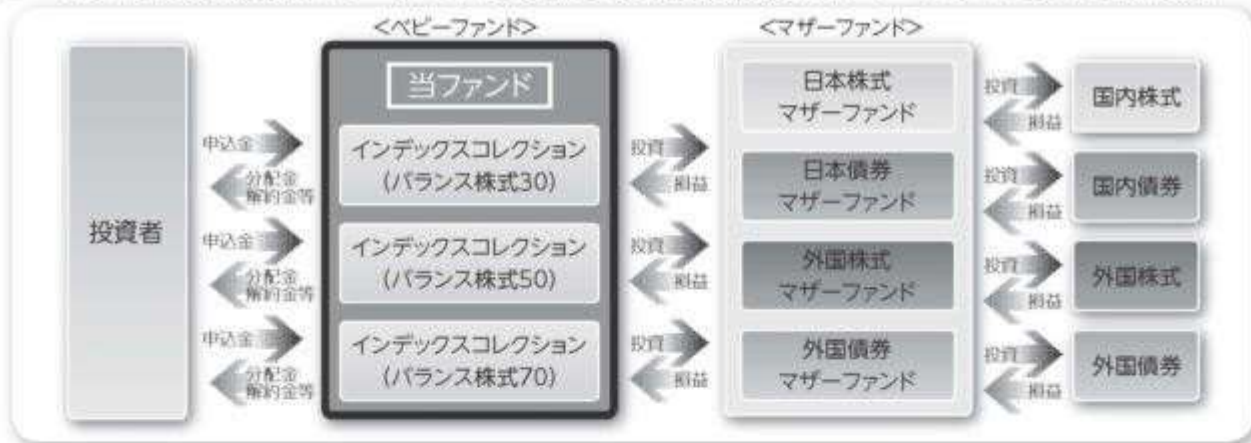 <ベビーファンド>
<マザーファンド>
投資者
申込金
分配金
解約金等
申込金
分配金
解約金等
申込金
分配金
解約金等
当ファンド
インデックスコレクション
(バランス株式30)
インデックスコレクション
(バランス株式50)
インデックスコレクション
(バランス株式70)
投資
損益
投資
損益
投資
損益
日本株式
マザーファンド
日本債券
マザーファンド
外国株式
マザーファンド
外国債券
マザーファンド
投資
損益
投資
損益
投資
損益
投資
損益
国内株式
国内債券
外国株式
外国債券